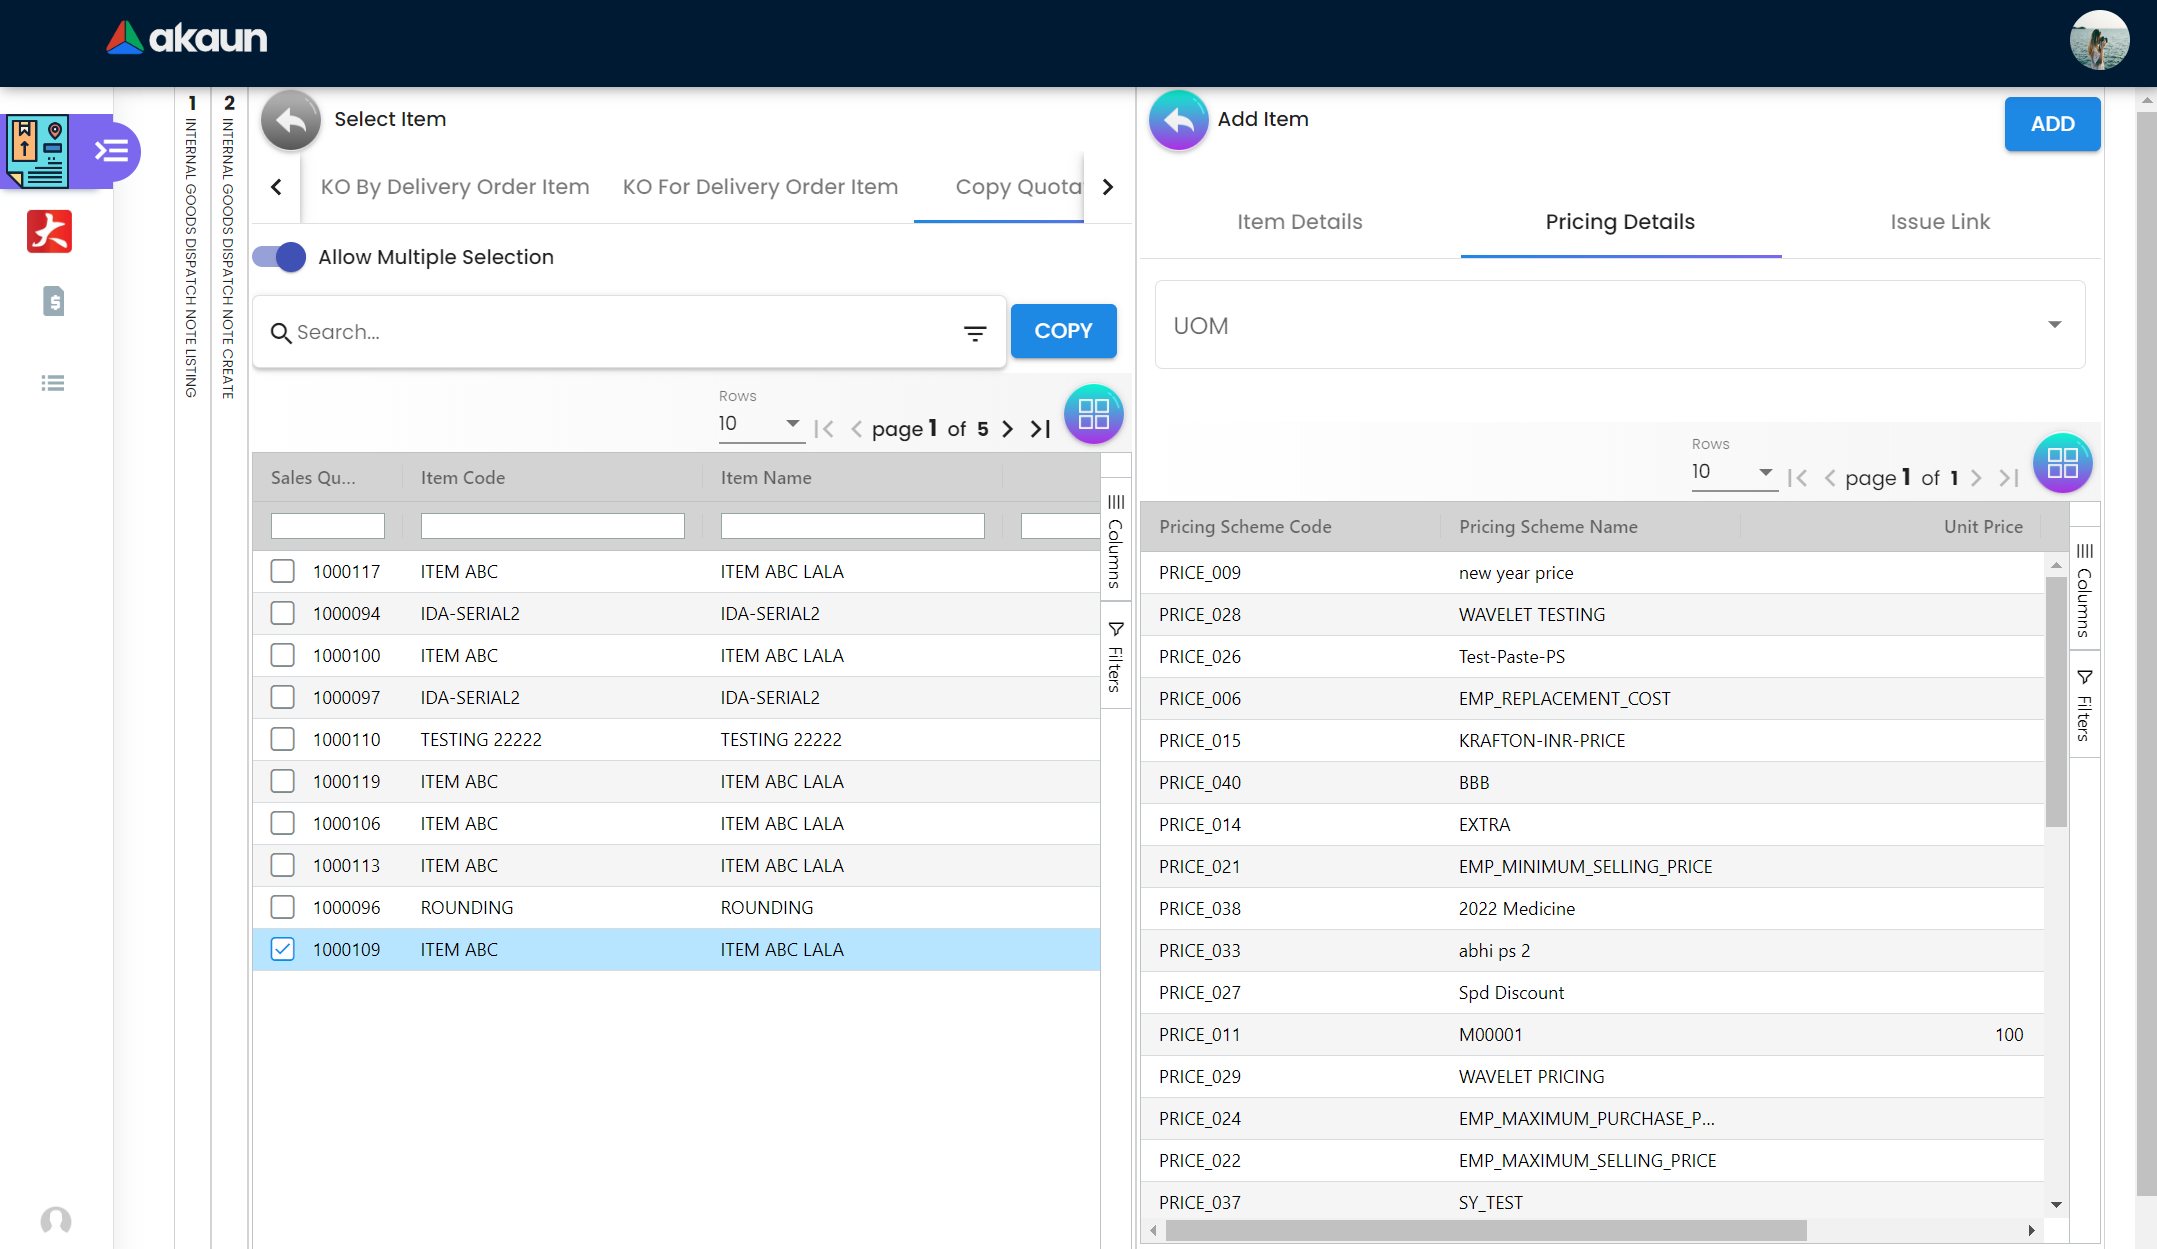 akaun
1 INTERNAL GOODS DISPATCH NOTE LISTING
2 INTERNAL GOODS DISPATCH NOTE CREATE
Select Item
KO By Delivery Order Item KO For Delivery Order Item Copy Quota
Allow Multiple Selection
Search...
COPY
Rows
10
page 1 of 5
Sales Qu... Item Code Item Name
1000117 ITEM ABC ITEM ABC LALA
1000094 IDA-SERIAL2 IDA-SERIAL2
1000100 ITEM ABC ITEM ABC LALA
1000097 IDA-SERIAL2 IDA-SERIAL2
1000110 TESTING 22222 TESTING 22222
1000119 ITEM ABC ITEM ABC LALA
1000106 ITEM ABC ITEM ABC LALA
1000113 ITEM ABC ITEM ABC LALA
1000096 ROUNDING ROUNDING
1000109 ITEM ABC ITEM ABC LALA
Columns
Filters
Add Item
ADD
Item Details Pricing Details Issue Link
UOM
Rows
10
page 1 of 1
Pricing Scheme Code Pricing Scheme Name Unit Price
PRICE_009 new year price
PRICE_028 WAVELET TESTING
PRICE_026 Test-Paste-PS
PRICE_006 EMP_REPLACEMENT_COST
PRICE_015 KRAFTON-INR-PRICE
PRICE_040 BBB
PRICE_014 EXTRA
PRICE_021 EMP_MINIMUM_SELLING_PRICE
PRICE_038 2022 Medicine
PRICE_033 abhi ps 2
PRICE_027 Spd Discount
PRICE_011 M00001 100
PRICE_029 WAVELET PRICING
PRICE_024 EMP_MAXIMUM_PURCHASE_P...
PRICE_022 EMP_MAXIMUM_SELLING_PRICE
PRICE_037 SY_TEST
Columns
Filters